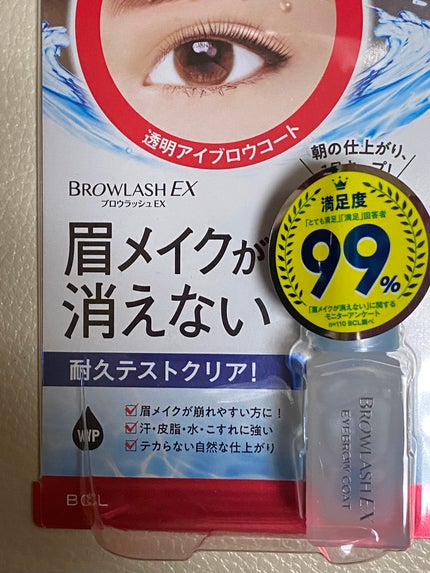 透明アイブロウコート
朝の仕上がり、
BROWLASH EX
ブロウラッシュEX
眉メイクが
消えない
満足度
「とても満足」「満足」回答者
99%
「眉メイクが消えない」に関する
モニターアンケート
n=110 BCL調べ
耐久テストクリア!
WP
眉メイクが崩れやすい方に!
汗・皮脂・水・こすれに強い
テカらない自然な仕上がり
BCL
BROWLASH EX
EYEBROW COAT